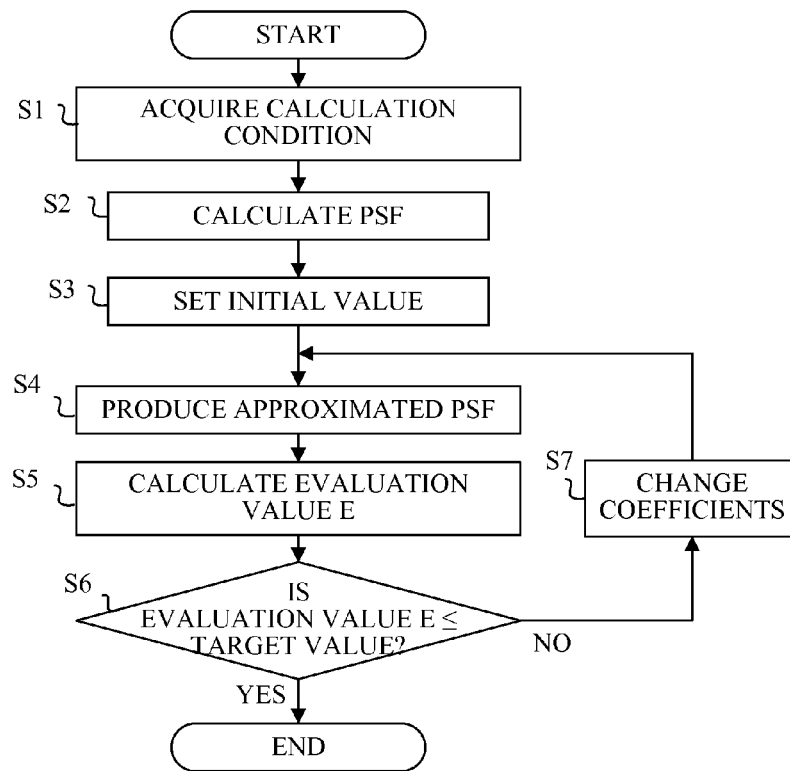 START
S1
ACQUIRE CALCULATION
CONDITION
S2
CALCULATE PSF
S3
SET INITIAL VALUE
S4
PRODUCE APPROXIMATED PSF
S5
CALCULATE EVALUATION
VALUE E
S7
CHANGE
COEFFICIENTS
S6
IS
EVALUATION VALUE E ≤
TARGET VALUE?
NO
YES
END